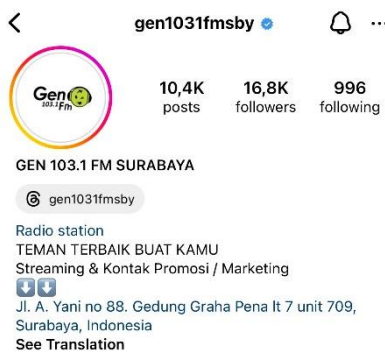 gen1031fmsby
Gen
103.1 Fm
10,4K 16,8K 996
posts followers following
GEN 103.1 FM SURABAYA
gen1031fmsby
Radio station
TEMAN TERBAIK BUAT KAMU
Streaming & Kontak Promosi / Marketing
⬇️⬇️
Jl. A. Yani no 88. Gedung Graha Pena lt 7 unit 709,
Surabaya, Indonesia
See Translation